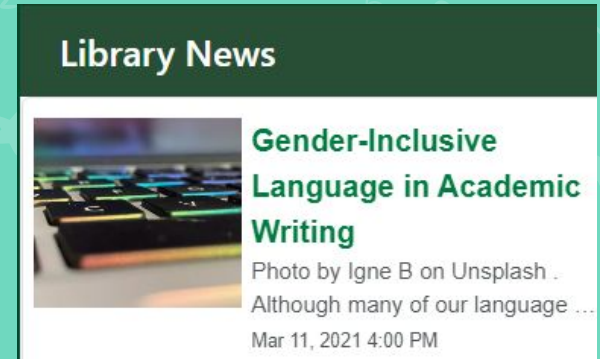 Library News
Gender-Inclusive
Language in Academic
Writing
Photo by Igne B on Unsplash .
Although many of our language ...
Mar 11, 2021 4:00 PM